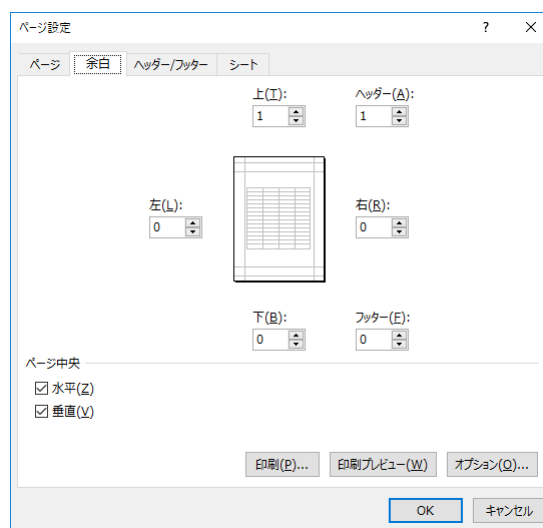 ページ設定 ? ×
ページ 余白 ヘッダー/フッター シート
上(T): ヘッダー(A):
1 1
左(L): 右(R):
0 0
下(B): フッター(F):
0 0
ページ中央
水平(Z)
垂直(V)
印刷(P)... 印刷プレビュー(W) オプション(O)...
OK キャンセル